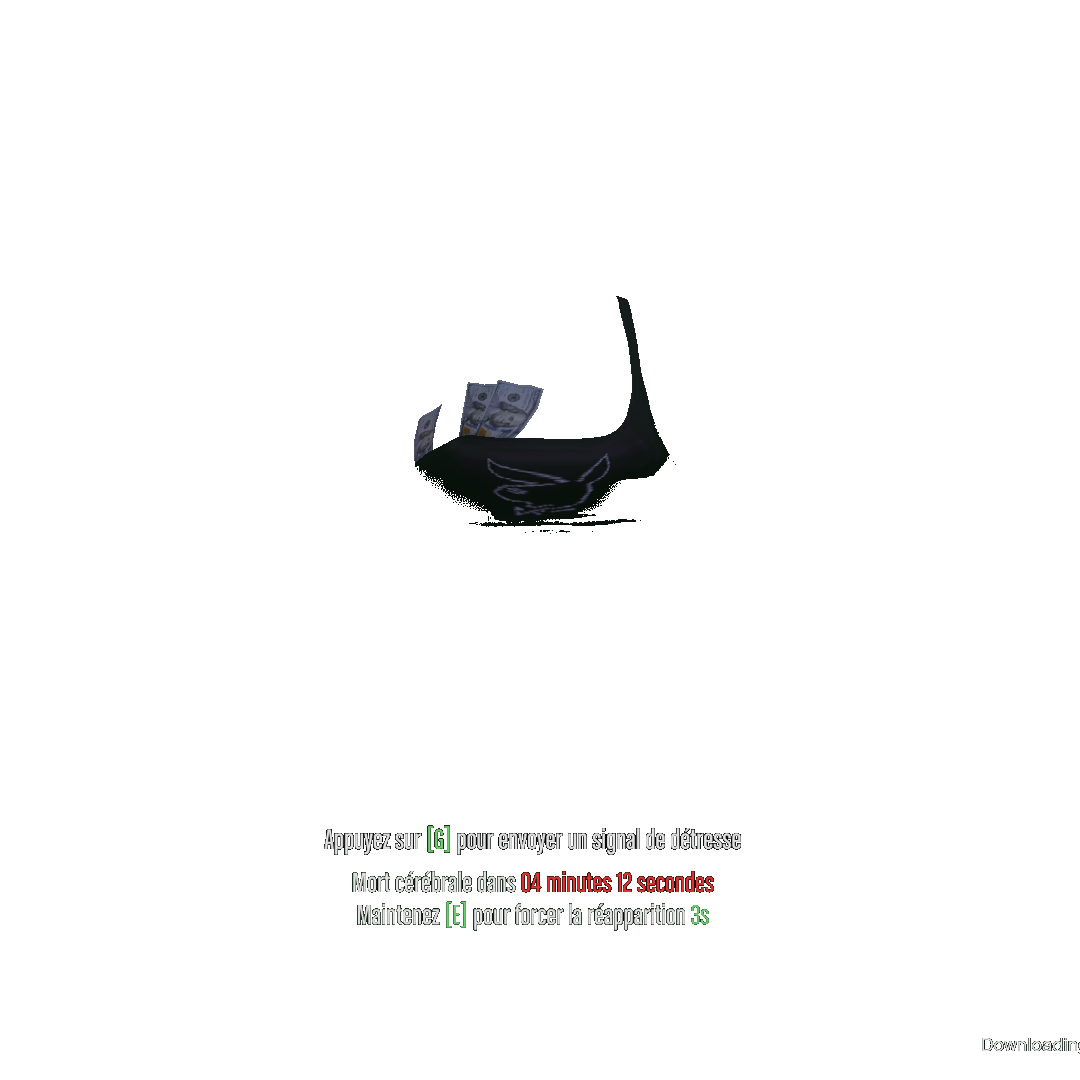 Appuyez sur [G] pour envoyer un signal de détresse
Mort cérébrale dans 04 minutes 12 secondes
Maintenez [E] pour forcer la réapparition 3s
Downloading